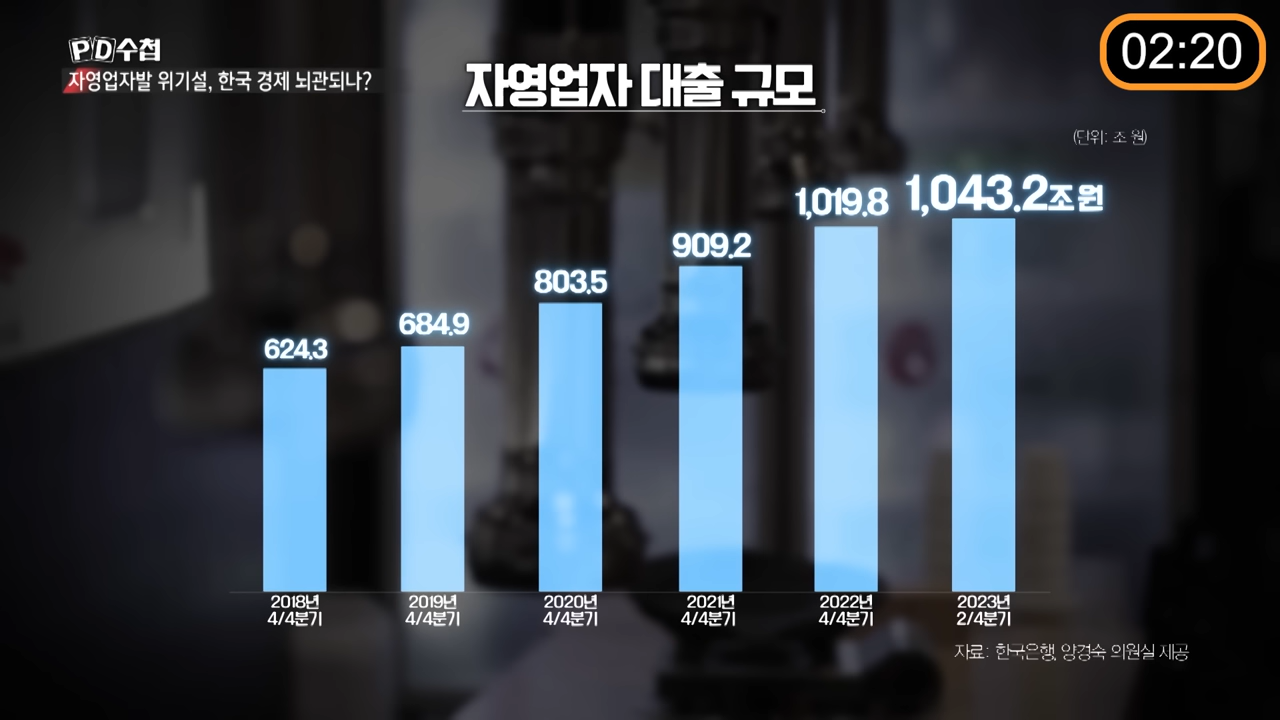 PD수첩
자영업자발 위기설, 한국 경제 뇌관되나?
02:20
자영업자 대출 규모
(단위: 조 원)
624.3
684.9
803.5
909.2
1,019.8
1,043.2조 원
2018년
4/4분기
2019년
4/4분기
2020년
4/4분기
2021년
4/4분기
2022년
4/4분기
2023년
2/4분기
자료: 한국은행, 양경숙 의원실 제공